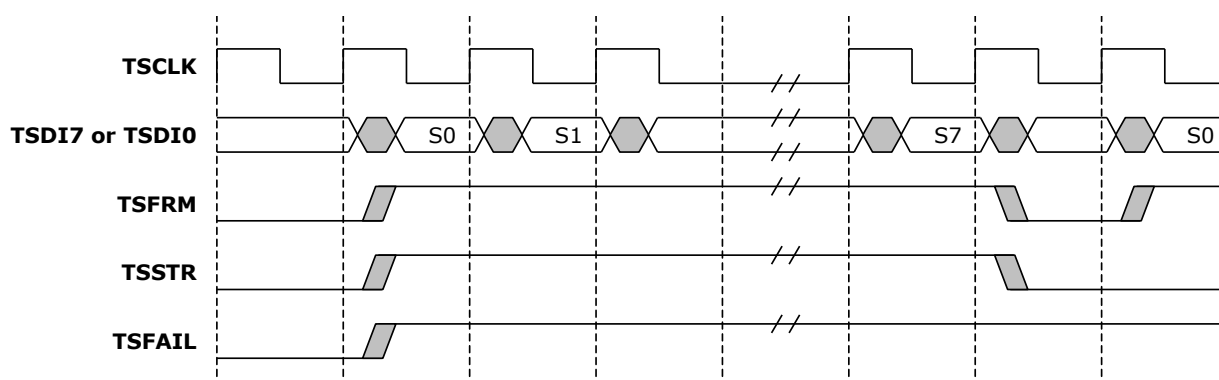 TSCLK
TSDI7 or TSDI0 S0 S1 S7 S0
TSFRM
TSSTR
TSFAIL